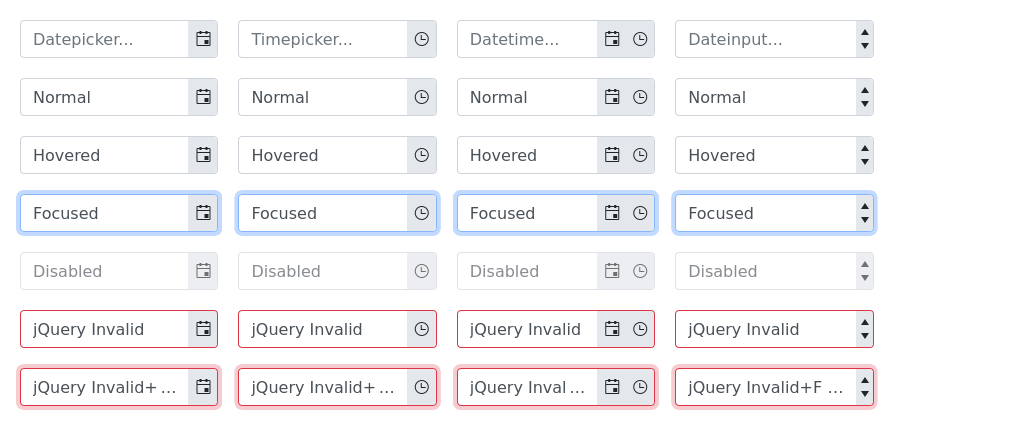 Datepicker... Timepicker... Datetime... Dateinput...
Normal Normal Normal Normal
Hovered Hovered Hovered Hovered
Focused Focused Focused Focused
Disabled Disabled Disabled Disabled
jQuery Invalid jQuery Invalid jQuery Invalid jQuery Invalid
jQuery Invalid+ ... jQuery Invalid+ ... jQuery Inval ... jQuery Invalid+F ...